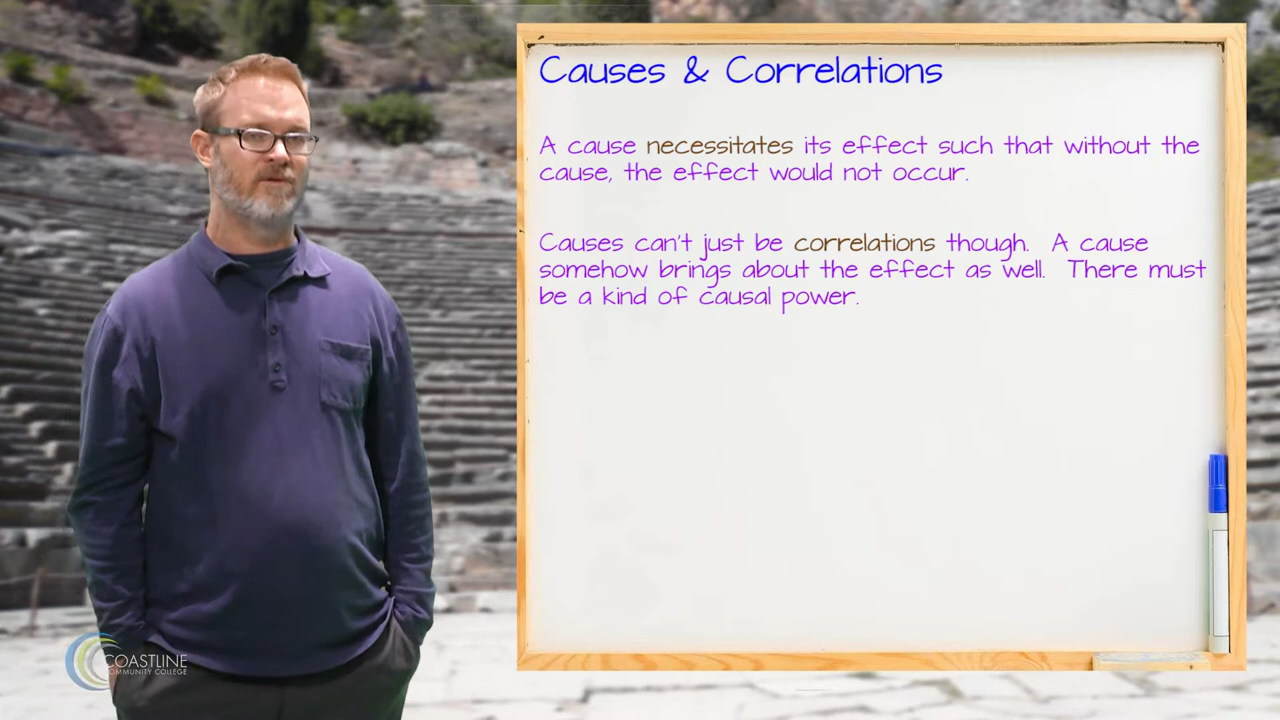 Causes & Correlations
A cause necessitates its effect such that without the
cause, the effect would not occur.
Causes can't just be correlations though. A cause
somehow brings about the effect as well. There must
be a kind of causal power.
COASTLINE
COMMUNITY COLLEGE